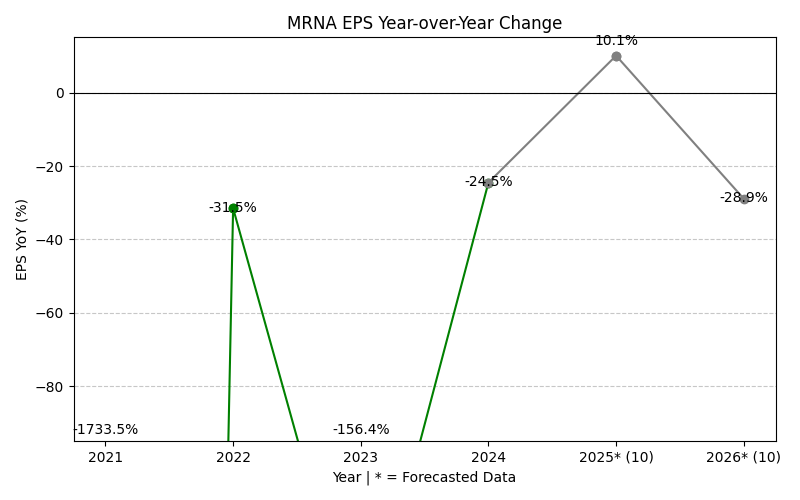 MRNA EPS Year-over-Year Change
10.1%
0
-24.5%
−20
-28.9%
-31.5%
−40
EPS YoY (%)
−60
−80
-1733.5%
-156.4%
2021 2022 2023 2024 2025* (10) 2026* (10)
Year | * = Forecasted Data